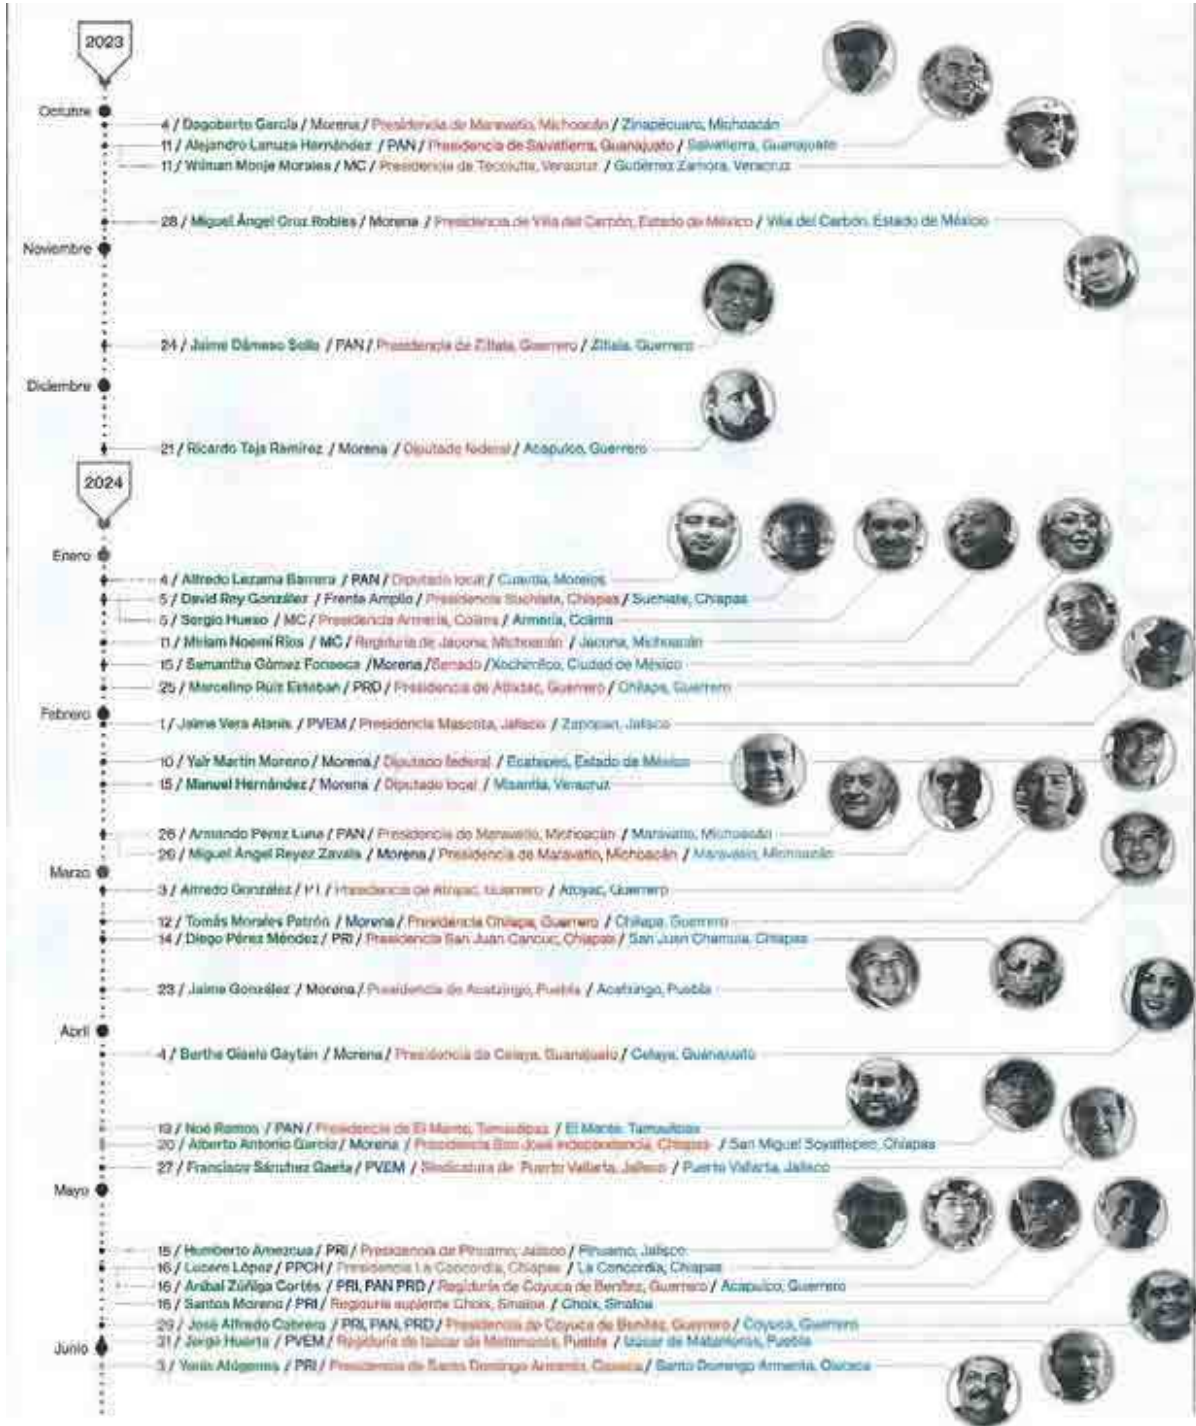 2023
Octubre
4 / Dagoberto García / Morena / Presidencia de Maravatío, Michoacán / Zinapécuaro, Michoacán
11 / Alejandro Lanuza Hernández / PAN / Presidencia de Salvatierra, Guanajuato / Salvatierra, Guanajuato
11 / Wilman Monje Morales / MC / Presidencia de Tecolutla, Veracruz / Gutiérrez Zamora, Veracruz
28 / Miguel Ángel Cruz Robles / Morena / Presidencia de Villa del Carbón, Estado de México / Villa del Carbón, Estado de México
Noviembre
24 / Jaime Dámaso Solís / PAN / Presidencia de Zitlala, Guerrero / Zitlala, Guerrero
Diciembre
21 / Ricardo Taja Ramírez / Morena / Diputado federal / Acapulco, Guerrero
2024
Enero
4 / Alfredo Lezama Barrera / PAN / Diputado local / Cuautla, Morelos
5 / David Rey González / Frente Amplio / Presidencia Suchiate, Chiapas / Suchiate, Chiapas
5 / Sergio Hueso / MC / Presidencia Armería, Colima / Armería, Colima
11 / Miriam Noemí Ríos / MC / Regiduría de Jacona, Michoacán / Jacona, Michoacán
15 / Samantha Gómez Fonseca / Morena / Senado / Xochimilco, Ciudad de México
25 / Marcelino Ruiz Esteban / PRD / Presidencia de Atlixtac, Guerrero / Chilapa, Guerrero
Febrero
1 / Jaime Vera Alanís / PVEM / Presidencia Mascota, Jalisco / Zapopan, Jalisco
10 / Yair Martín Moreno / Morena / Diputado federal / Ecatepec, Estado de México
15 / Manuel Hernández / Morena / Diputado local / Misantla, Veracruz
26 / Armando Pérez Luna / PAN / Presidencia de Maravatío, Michoacán / Maravatío, Michoacán
26 / Miguel Ángel Reyez Zavala / Morena / Presidencia de Maravatío, Michoacán / Maravatío, Michoacán
Marzo
3 / Alfredo González / PT / Presidencia de Atoyac, Guerrero / Atoyac, Guerrero
12 / Tomás Morales Patrón / Morena / Presidencia Chilapa, Guerrero / Chilapa, Guerrero
14 / Diego Pérez Méndez / PRI / Presidencia San Juan Cancuc, Chiapas / San Juan Chamula, Chiapas
23 / Jaime González / Morena / Presidencia de Acatzingo, Puebla / Acatzingo, Puebla
Abril
4 / Bertha Gisela Gaytán / Morena / Presidencia de Celaya, Guanajuato / Celaya, Guanajuato
19 / Noé Ramos / PAN / Presidencia de El Mante, Tamaulipas / El Mante, Tamaulipas
20 / Alberto Antonio García / Morena / Presidencia San José Independencia, Chiapas / San Miguel Soyaltepec, Chiapas
27 / Francisco Sánchez Gaeta / PVEM / Sindicatura de Puerto Vallarta, Jalisco / Puerto Vallarta, Jalisco
Mayo
15 / Humberto Amezcua / PRI / Presidencia de Pihuamo, Jalisco / Pihuamo, Jalisco
16 / Lucero López / PPCH / Presidencia La Concordia, Chiapas / La Concordia, Chiapas
16 / Aníbal Zúñiga Cortés / PRI, PAN PRD / Regiduría de Coyuca de Benítez, Guerrero / Acapulco, Guerrero
16 / Santos Moreno / PRI / Regiduría suplente Choix, Sinaloa / Choix, Sinaloa
29 / José Alfredo Cabrera / PRI, PAN, PRD / Presidencia de Coyuca de Benítez, Guerrero / Coyuca, Guerrero
31 / Jorge Huerta / PVEM / Regiduría de Izúcar de Matamoros, Puebla / Izúcar de Matamoros, Puebla
Junio
3 / Yonis / PRI / Presidencia de Santo Domingo Armenta, Oaxaca / Santo Domingo Armenta, Oaxaca